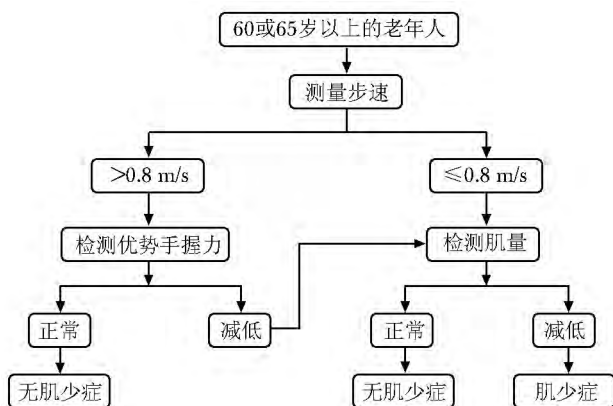 60或65岁以上的老年人
测量步速
>0.8 m/s
≤0.8 m/s
检测优势手握力
检测肌量
正常
减低
正常
减低
无肌少症
无肌少症
肌少症